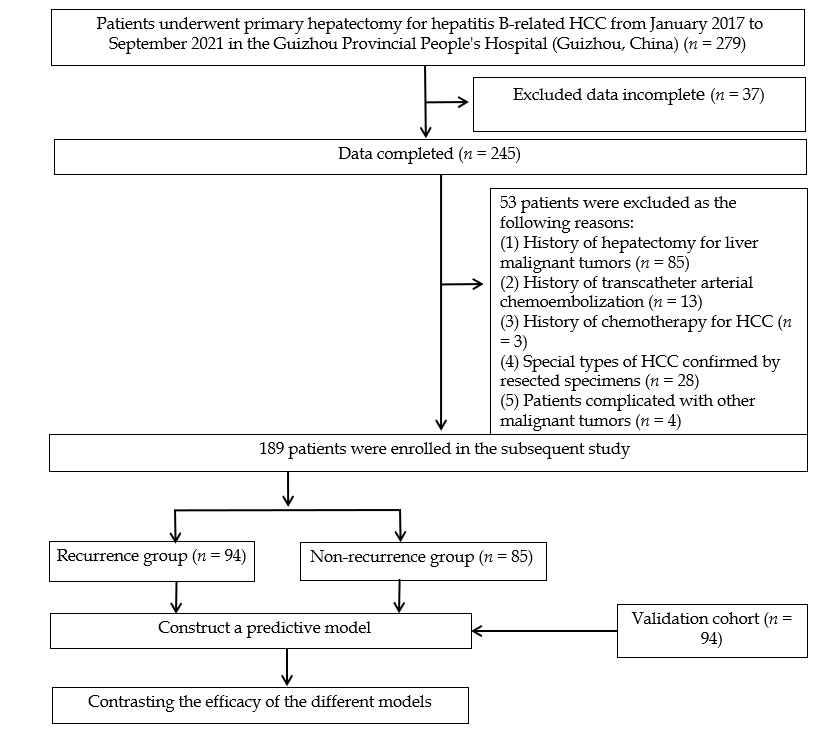 Patients underwent primary hepatectomy for hepatitis B-related HCC from January 2017 to
September 2021 in the Guizhou Provincial People's Hospital (Guizhou, China) (n = 279)
Excluded data incomplete (n = 37)
Data completed (n = 245)
53 patients were excluded as the
following reasons:
(1) History of hepatectomy for liver
malignant tumors (n = 85)
(2) History of transcatheter arterial
chemoembolization (n = 13)
(3) History of chemotherapy for HCC (n
= 3)
(4) Special types of HCC confirmed by
resected specimens (n = 28)
(5) Patients complicated with other
malignant tumors (n = 4)
189 patients were enrolled in the subsequent study
Recurrence group (n = 94)
Non-recurrence group (n = 85)
Construct a predictive model
Validation cohort (n =
94)
Contrasting the efficacy of the different models